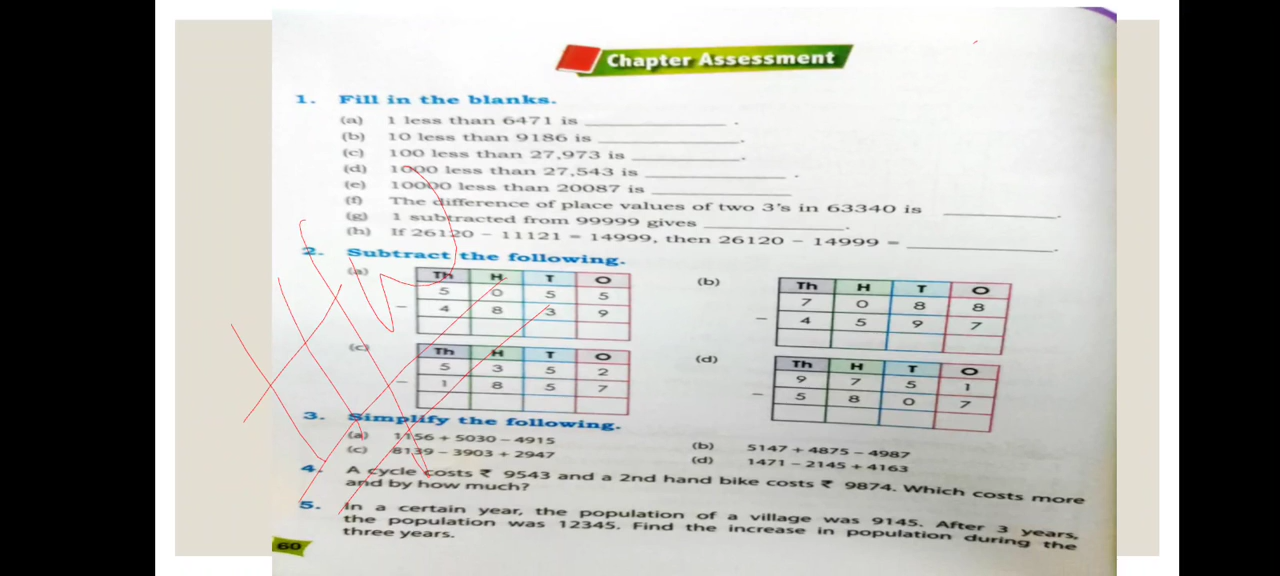 Chapter Assessment
1. Fill in the blanks.
(a) 1 less than 6471 is ____________ .
(b) 10 less than 9186 is ____________ .
(c) 100 less than 27,973 is ____________ .
(d) 1000 less than 27,543 is ____________ .
(e) 10000 less than 20087 is ____________
(f) The difference of place values of two 3's in 63340 is ____________ .
(g) 1 subtracted from 99999 gives ____________ .
(h) If 26120 – 11121 = 14999, then 26120 – 14999 = ____________ .
2. Subtract the following.
(a) Th H T O
5 0 5 5
– 4 8 3 9
(b) Th H T O
7 0 8 8
– 4 5 9 7
(c) Th H T O
5 3 5 2
– 1 8 5 7
(d) Th H T O
9 7 5 1
– 5 8 0 7
3. Simplify the following.
(a) 1156 + 5030 – 4915
(b) 5147 + 4875 – 4987
(c) 8139 – 3903 + 2947
(d) 1471 – 2145 + 4163
4. A cycle costs ₹ 9543 and a 2nd hand bike costs ₹ 9874. Which costs more
and by how much?
5. In a certain year, the population of a village was 9145. After 3 years,
the population was 12345. Find the increase in population during the
three years.
60